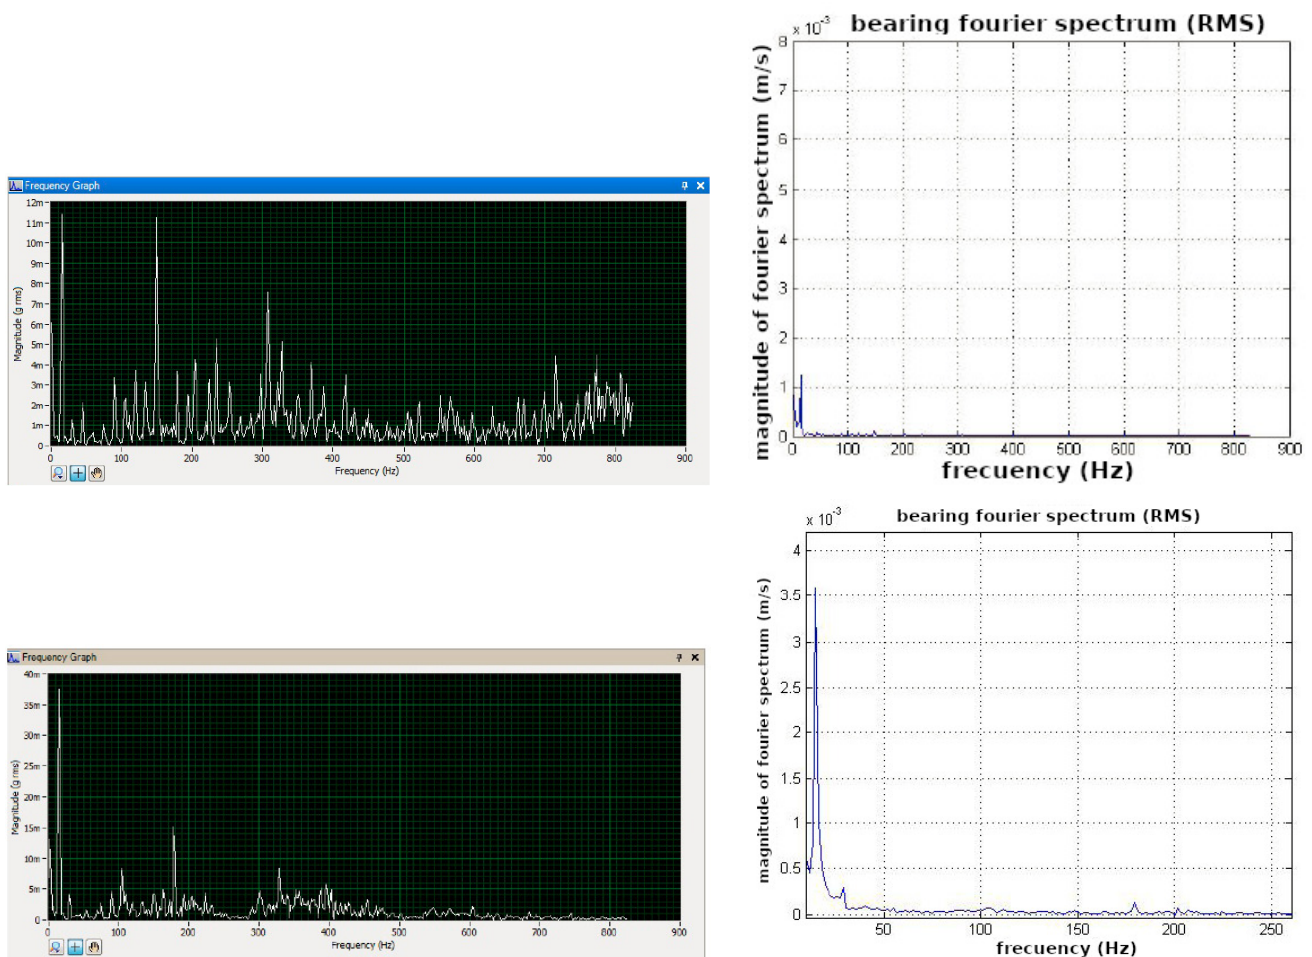 Frequency Graph
12m
11m
10m
9m
8m
7m
6m
5m
4m
3m
2m
1m
0
Magnitude (g rms)
0 100 200 300 400 500 600 700 800 900
Frequency (Hz)
x 10⁻³ bearing fourier spectrum (RMS)
8
7
6
5
4
3
2
1
0
magnitude of fourier spectrum (m/s)
0 100 200 300 400 500 600 700 800 900
frecuency (Hz)
Frequency Graph
40m
35m
30m
25m
20m
15m
10m
5m
0
Magnitude (g rms)
0 100 200 300 400 500 600 700 800 900
Frequency (Hz)
x 10⁻³ bearing fourier spectrum (RMS)
4
3.5
3
2.5
2
1.5
1
0.5
0
magnitude of fourier spectrum (m/s)
50 100 150 200 250
frecuency (Hz)